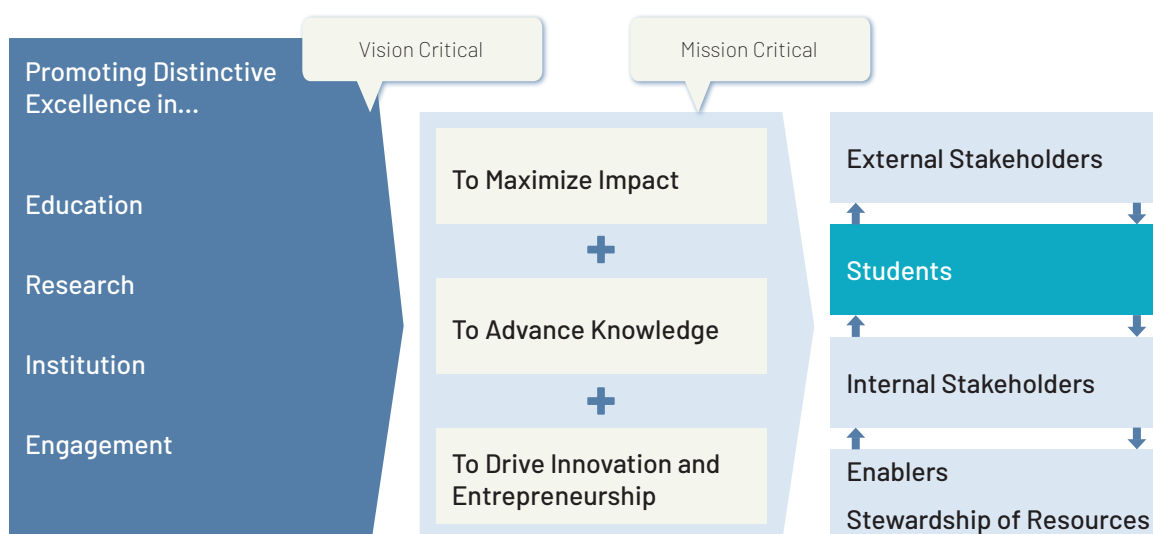 Vision Critical
Mission Critical
Promoting Distinctive
Excellence in...
Education
Research
Institution
Engagement
To Maximize Impact
To Advance Knowledge
To Drive Innovation and
Entrepreneurship
External Stakeholders
Students
Internal Stakeholders
Enablers
Stewardship of Resources